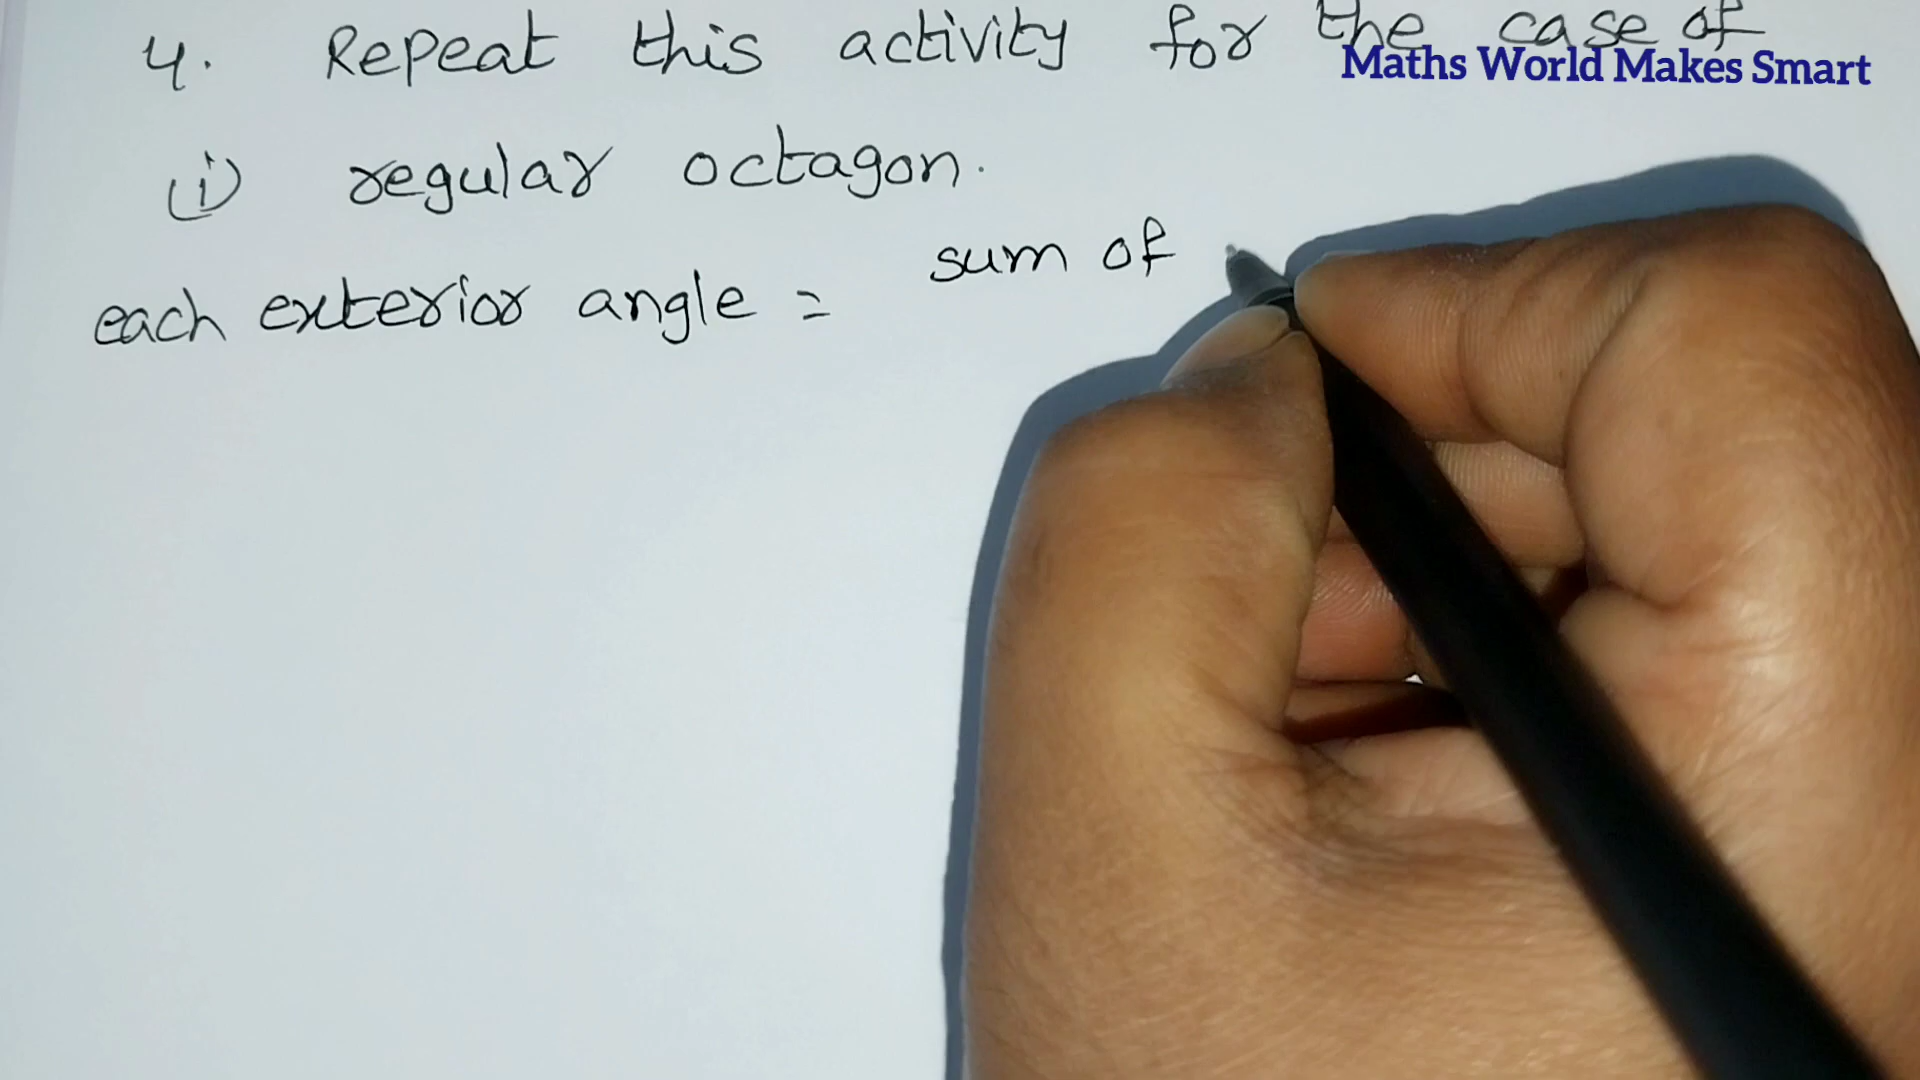 4. Repeat this activity for the case of
Maths World Makes Smart
(i) regular octagon.
each exterior angle = sum of